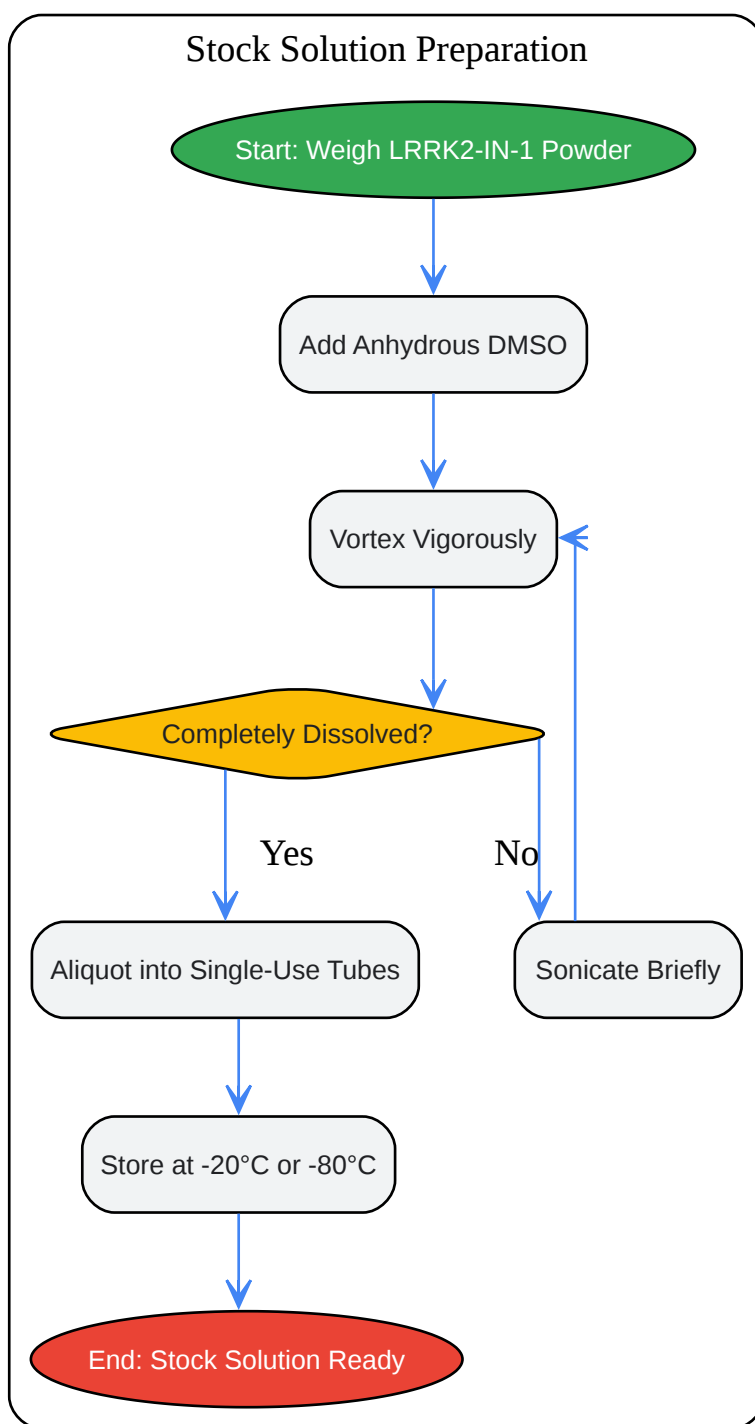 Stock Solution Preparation
Start: Weigh LRRK2-IN-1 Powder
Add Anhydrous DMSO
Vortex Vigorously
Completely Dissolved?
Yes
No
Aliquot into Single-Use Tubes
Sonicate Briefly
Store at -20°C or -80°C
End: Stock Solution Ready